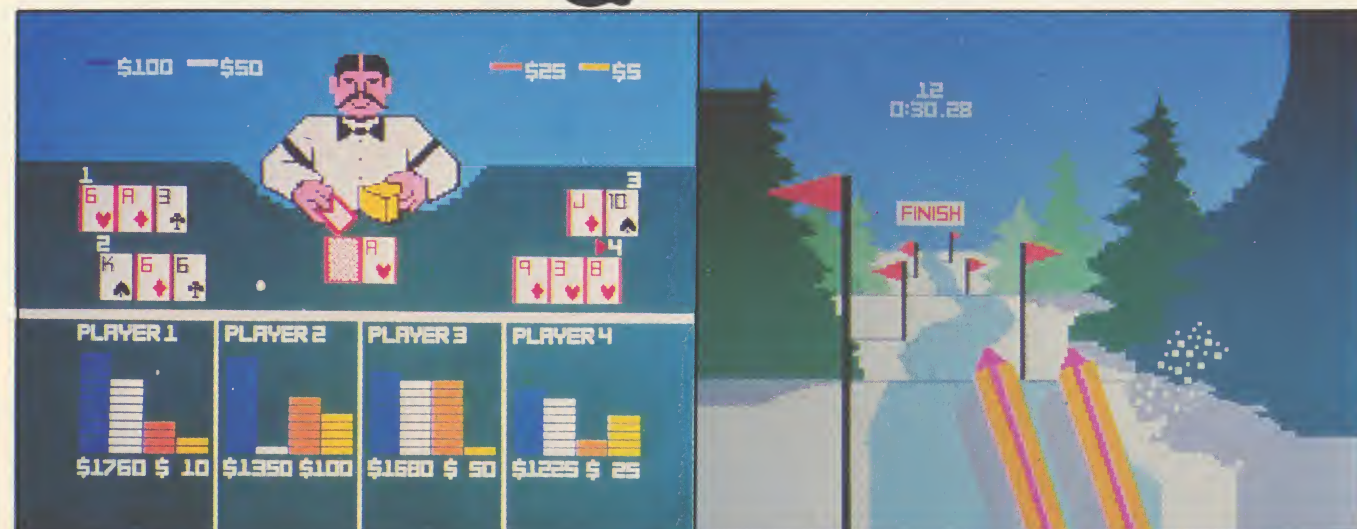 $100 $50 $25 $5
1
6 A 3
2
K 6 6
A
3
J 10
4
9 3 8
PLAYER 1 PLAYER 2 PLAYER 3 PLAYER 4
$1760 $ 10 $1350 $100 $1680 $ 50 $1225 $ 25
12
0:30.28
FINISH